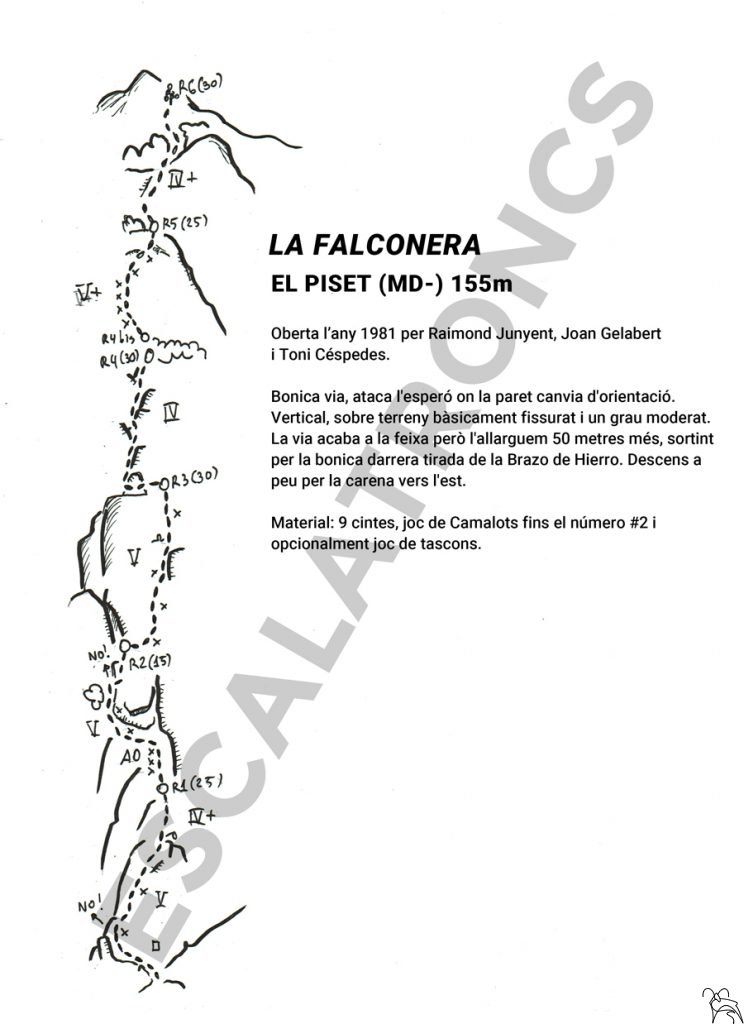 R6(30)
IV+
R5(25)
LA FALCONERA
EL PISET (MD-) 155m
V+
Oberta l’any 1981 per Raimond Junyent, Joan Gelabert
i Toni Céspedes.
R4bis
R4(30)
Bonica via, ataca l'esperó on la paret canvia d'orientació.
Vertical, sobre terreny bàsicament fissurat i un grau moderat.
La via acaba a la feixa però l'allarguem 50 metres més, sortint
per la bonica darrera tirada de la Brazo de Hierro. Descens a
peu per la carena vers l'est.
IV
R3(30)
Material: 9 cintes, joc de Camalots fins el número #2 i
opcionalment joc de tascons.
V
NO!
R2(15)
V
A0
R1(25)
IV+
V
NO!
ESCALATRONCS